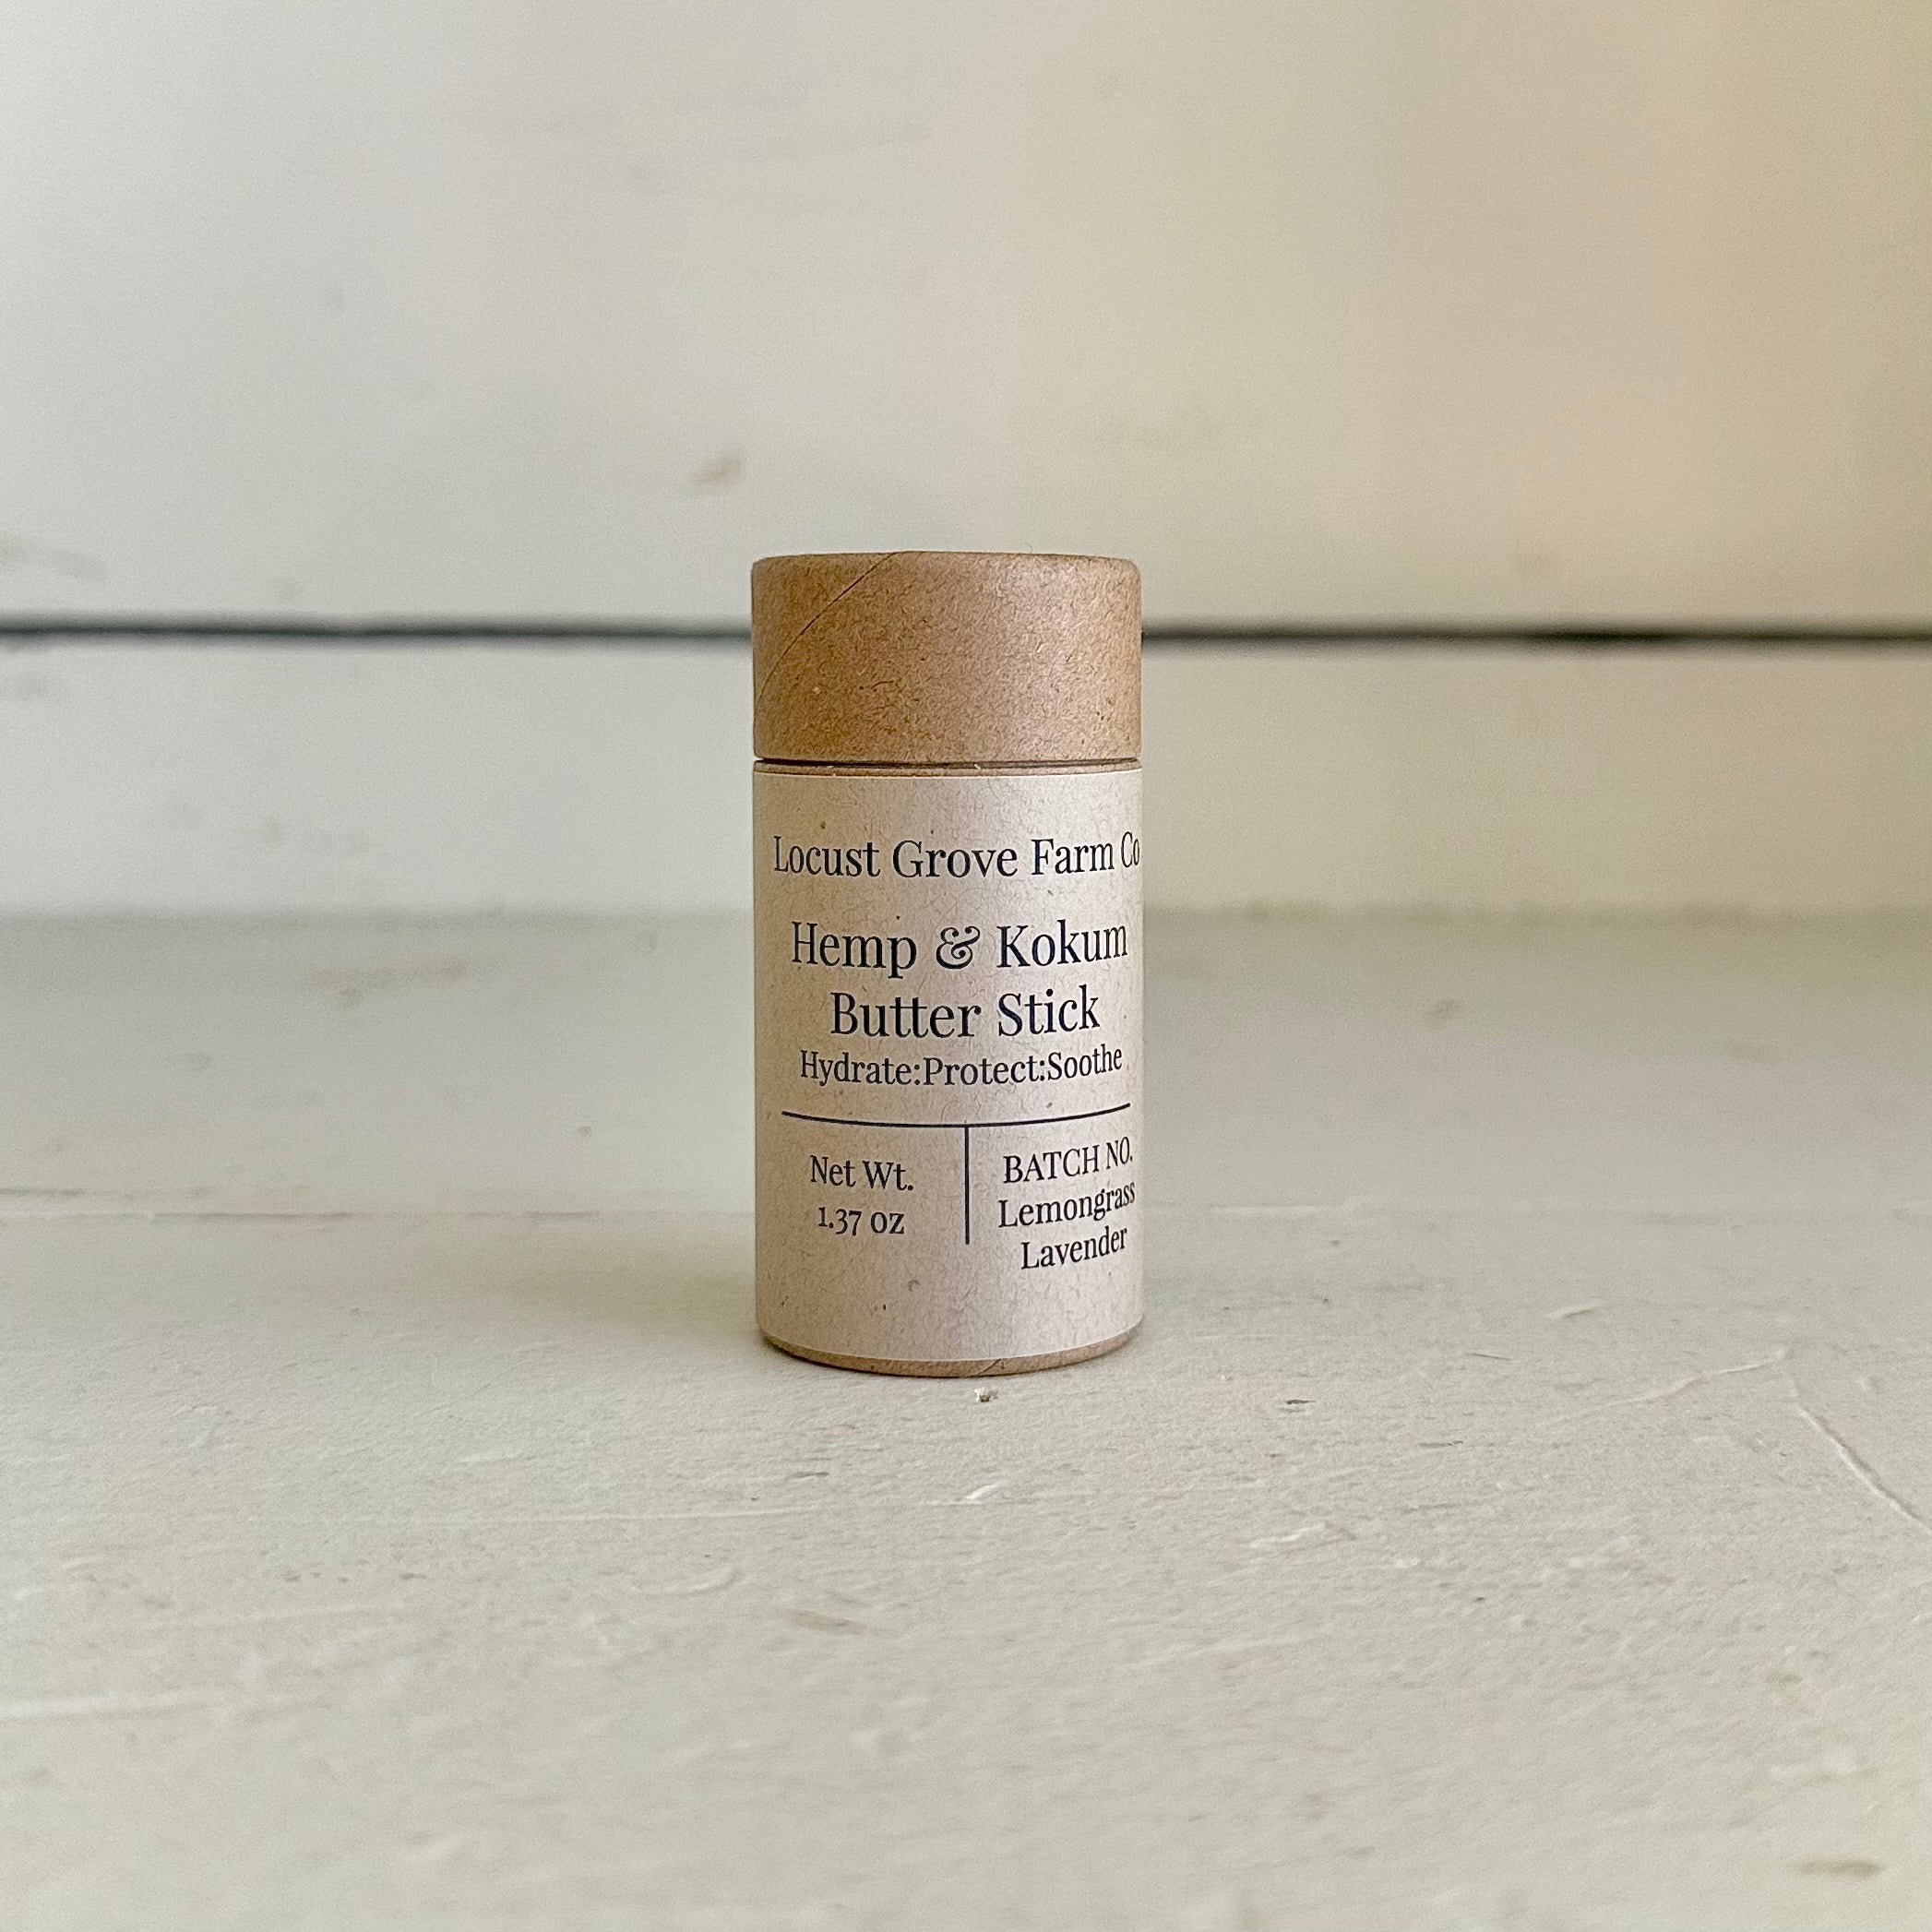 Locust Grove Farm Co
Hemp & Kokum
Butter Stick
Hydrate:Protect:Soothe
Net Wt.
1.37 oz
BATCH NO.
Lemongrass
Lavender